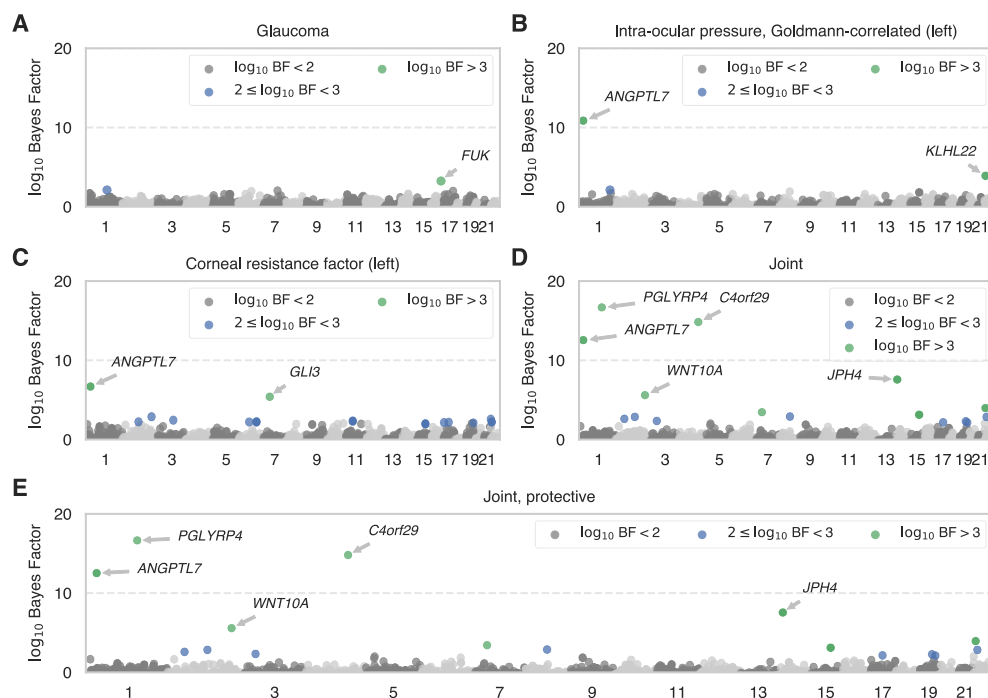 A
Glaucoma
log10 Bayes Factor
20
10
0
log10 BF < 2
2 ≤ log10 BF < 3
log10 BF > 3
FUK
1 3 5 7 9 11 13 15 17 19 21
B
Intra-ocular pressure, Goldmann-correlated (left)
log10 Bayes Factor
20
10
0
log10 BF < 2
2 ≤ log10 BF < 3
log10 BF > 3
ANGPTL7
KLHL22
1 3 5 7 9 11 13 15 17 19 21
C
Corneal resistance factor (left)
log10 Bayes Factor
20
10
0
log10 BF < 2
2 ≤ log10 BF < 3
log10 BF > 3
ANGPTL7
GLI3
1 3 5 7 9 11 13 15 17 19 21
D
Joint
log10 Bayes Factor
20
10
0
log10 BF < 2
2 ≤ log10 BF < 3
log10 BF > 3
PGLYRP4
C4orf29
ANGPTL7
WNT10A
JPH4
1 3 5 7 9 11 13 15 17 19 21
E
Joint, protective
log10 Bayes Factor
20
10
0
log10 BF < 2
2 ≤ log10 BF < 3
log10 BF > 3
PGLYRP4
C4orf29
ANGPTL7
WNT10A
JPH4
1 3 5 7 9 11 13 15 17 19 21